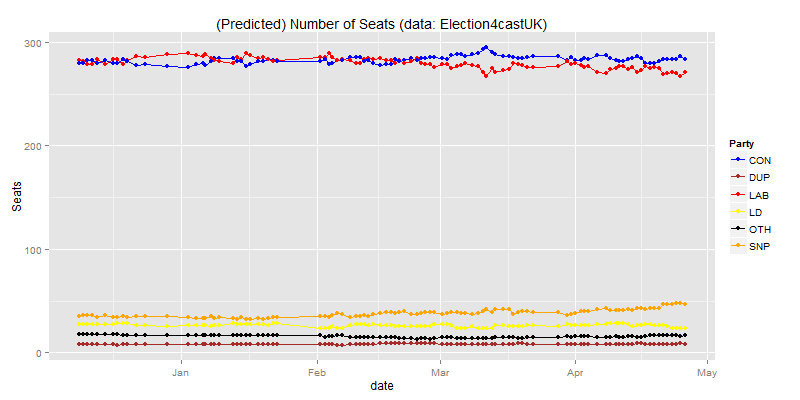 (Predicted) Number of Seats (data: Election4castUK)
300
200
100
0
Seats
Jan
Feb
Mar
Apr
May
date
Party
CON
DUP
LAB
LD
OTH
SNP